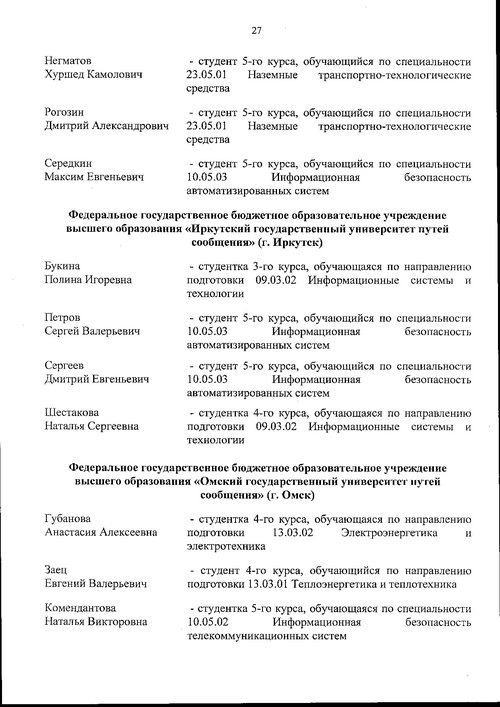 27
Негматов - студент 5-го курса, обучающийся по специальности
Хуршед Камолович 23.05.01 Наземные транспортно-технологические
средства
Рогозин - студент 5-го курса, обучающийся по специальности
Дмитрий Александрович 23.05.01 Наземные транспортно-технологические
средства
Середкин - студент 5-го курса, обучающийся по специальности
Максим Евгеньевич 10.05.03 Информационная безопасность
автоматизированных систем
Федеральное государственное бюджетное образовательное учреждение
высшего образования «Иркутский государственный университет путей
сообщения» (г. Иркутск)
Букина - студентка 3-го курса, обучающаяся по направлению
Полина Игоревна подготовки 09.03.02 Информационные системы и
технологии
Петров - студент 5-го курса, обучающийся по специальности
Сергей Валерьевич 10.05.03 Информационная безопасность
автоматизированных систем
Сергеев - студент 5-го курса, обучающийся по специальности
Дмитрий Евгеньевич 10.05.03 Информационная безопасность
автоматизированных систем
Шестакова - студентка 4-го курса, обучающаяся по направлению
Наталья Сергеевна подготовки 09.03.02 Информационные системы и
технологии
Федеральное государственное бюджетное образовательное учреждение
высшего образования «Омский государственный университет путей
сообщения» (г. Омск)
Губанова - студентка 4-го курса, обучающаяся по направлению
Анастасия Алексеевна подготовки 13.03.02 Электроэнергетика и
электротехника
Заец - студент 4-го курса, обучающийся по направлению
Евгений Валерьевич подготовки 13.03.01 Теплоэнергетика и теплотехника
Комендантова - студентка 5-го курса, обучающаяся по специальности
Наталья Викторовна 10.05.02 Информационная безопасность
телекоммуникационных систем